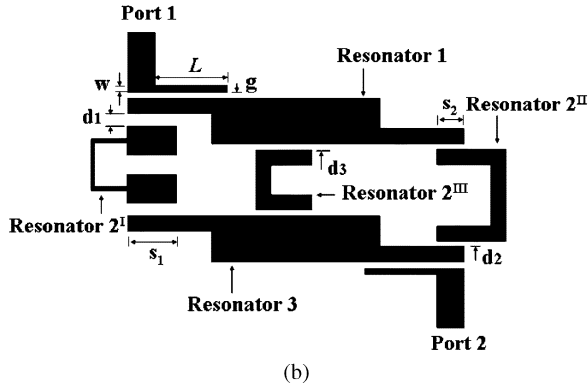 Port 1
L
w
g
Resonator 1
d1
s2
Resonator 2II
d3
Resonator 2III
Resonator 2I
s1
d2
Resonator 3
Port 2
(b)